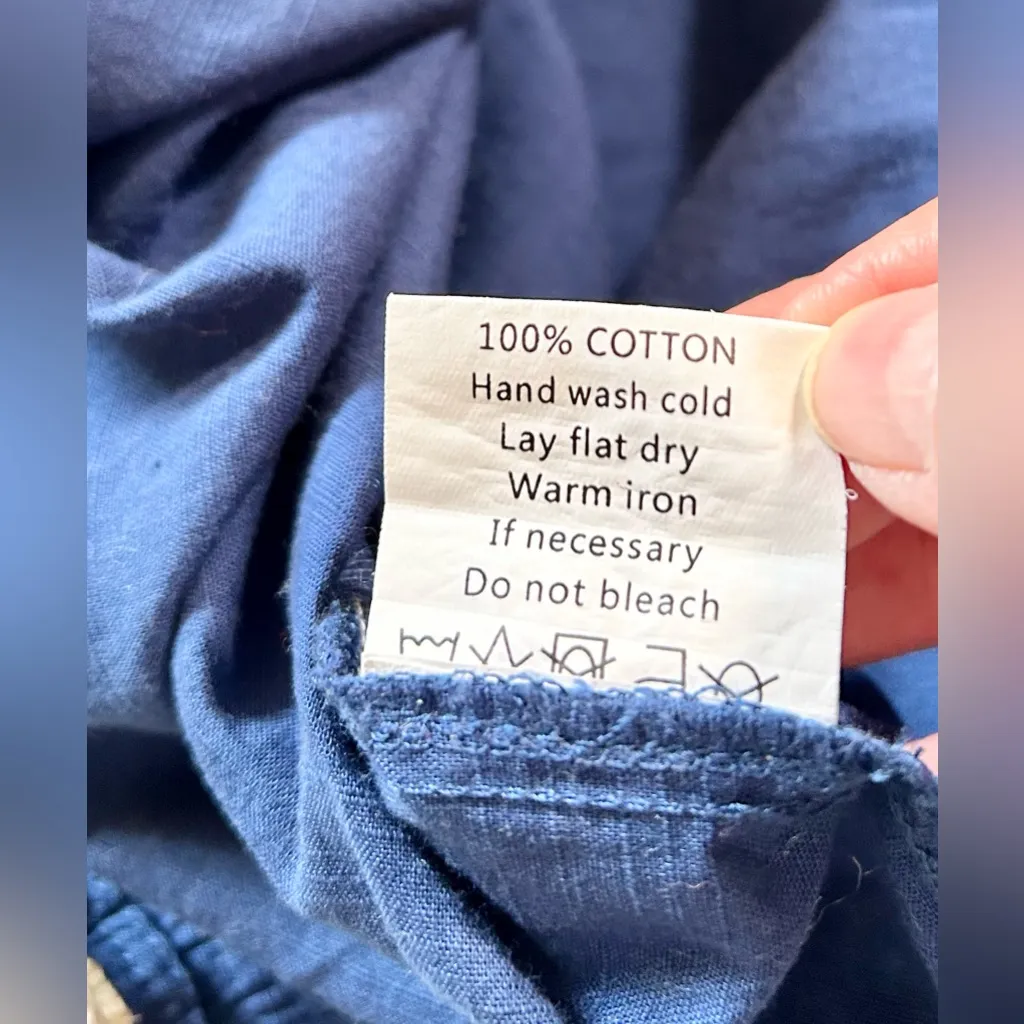 100% COTTON
Hand wash cold
Lay flat dry
Warm iron
If necessary
Do not bleach